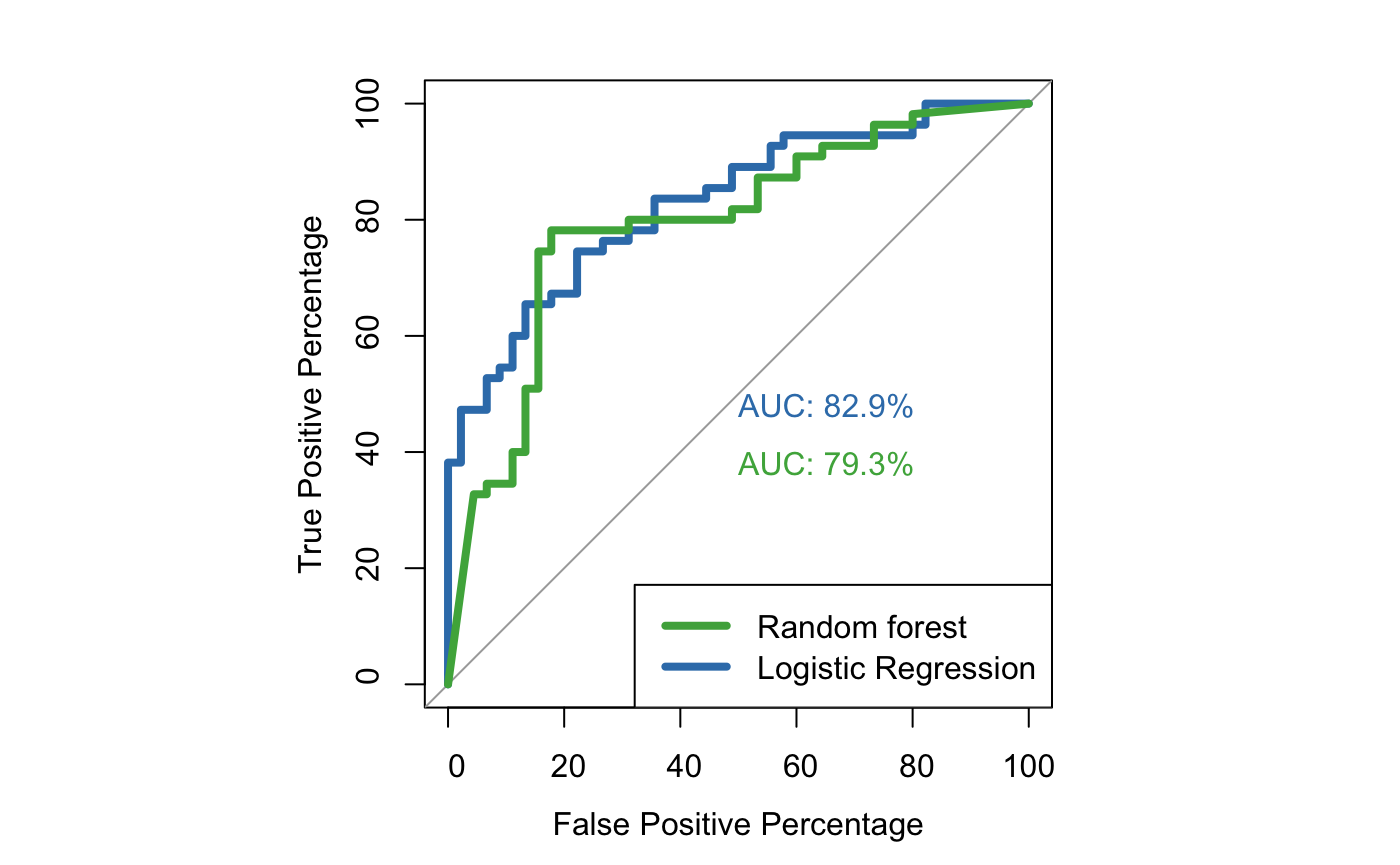 True Positive Percentage
100
80
60
40
20
0
AUC: 82.9%
AUC: 79.3%
Random forest
Logistic Regression
0 20 40 60 80 100
False Positive Percentage